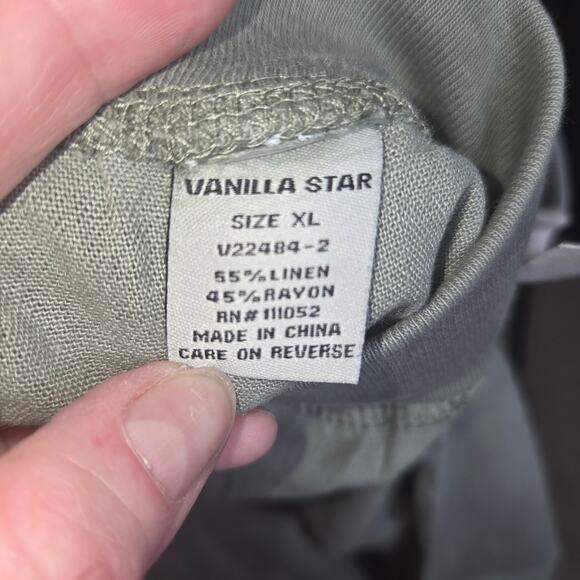 VANILLA STAR
SIZE XL
V22484-2
55% LINEN
45% RAYON
RN# 111052
MADE IN CHINA
CARE ON REVERSE